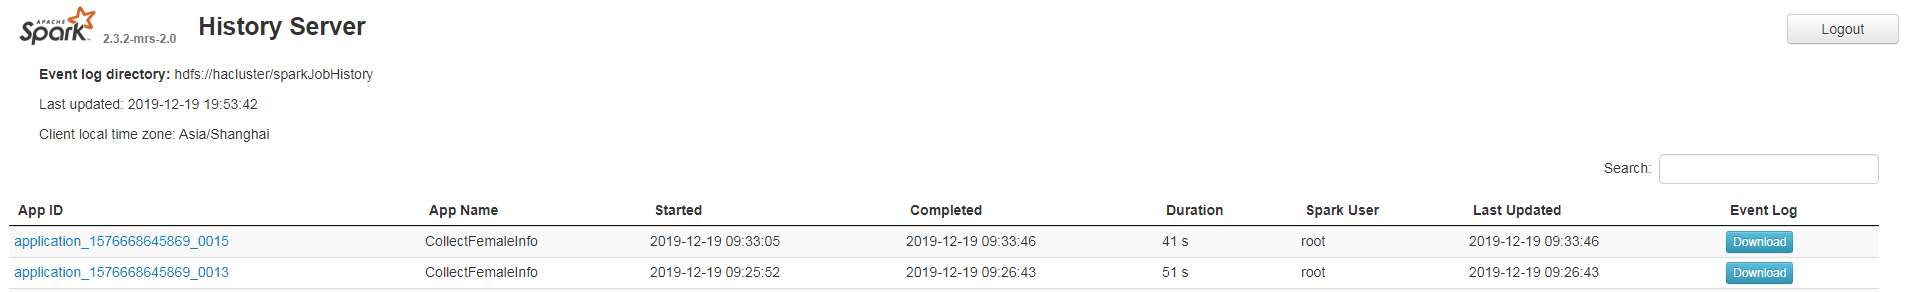 APACHE
Spark 2.3.2-mrs-2.0 History Server
Logout
Event log directory: hdfs://hacluster/sparkJobHistory
Last updated: 2019-12-19 19:53:42
Client local time zone: Asia/Shanghai
Search:
App ID App Name Started Completed Duration Spark User Last Updated Event Log
application_1576668645869_0015 CollectFemaleInfo 2019-12-19 09:33:05 2019-12-19 09:33:46 41 s root 2019-12-19 09:33:46 Download
application_1576668645869_0013 CollectFemaleInfo 2019-12-19 09:25:52 2019-12-19 09:26:43 51 s root 2019-12-19 09:26:43 Download